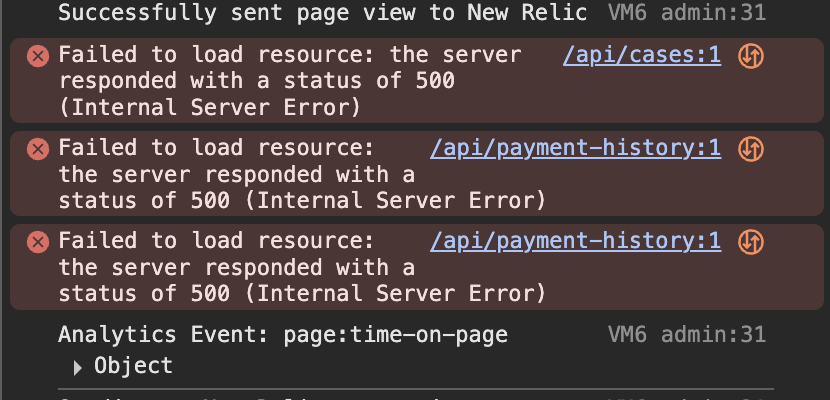 Successfully sent page view to New Relic VM6 admin:31
Failed to load resource: the server /api/cases:1
responded with a status of 500
(Internal Server Error)
Failed to load resource: /api/payment-history:1
the server responded with a
status of 500 (Internal Server Error)
Failed to load resource: /api/payment-history:1
the server responded with a
status of 500 (Internal Server Error)
Analytics Event: page:time-on-page VM6 admin:31
Object